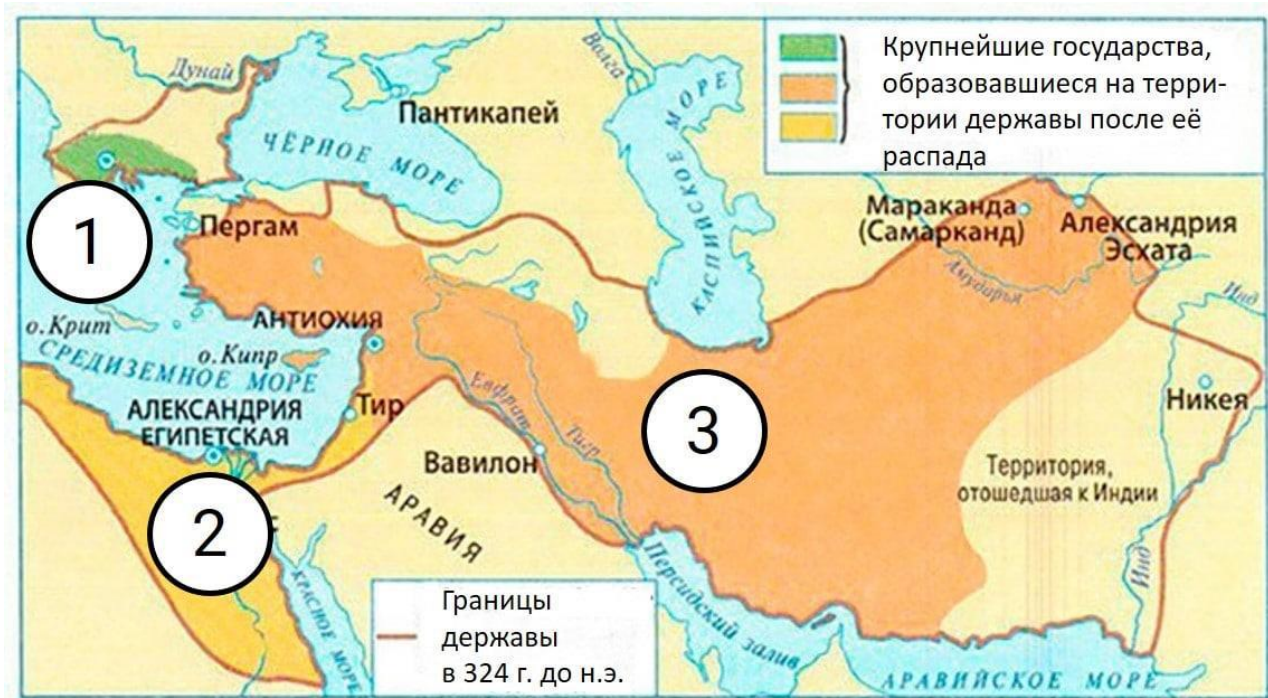 Крупнейшие государства,
образовавшиеся на терри-
тории державы после её
распада
Дунай
Волга
Пантикапей
ЧЁРНОЕ МОРЕ
КАСПИЙСКОЕ МОРЕ
1
Пергам
Мараканда
(Самарканд)
Александрия
Эсхата
Амударья
Инд
АНТИОХИЯ
о. Крит
о. Кипр
СРЕДИЗЕМНОЕ МОРЕ
АЛЕКСАНДРИЯ
ЕГИПЕТСКАЯ
Тир
Евфрат
Тигр
3
Никея
Вавилон
Территория,
отошедшая к Индии
2
АРАВИЯ
КРАСНОЕ МОРЕ
Персидский залив
Инд
АРАВИЙСКОЕ МОРЕ
Границы
державы
в 324 г. до н.э.